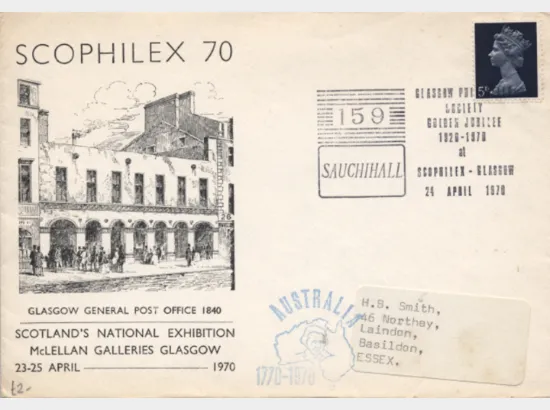 SCOPHILEX 70
GLASGOW GENERAL POST OFFICE 1840
SCOTLAND'S NATIONAL EXHIBITION
McLELLAN GALLERIES GLASGOW
23-25 APRIL 1970
£2-
159
SAUCHIHALL
5D
GLASGOW
SOCIETY
GOLDEN JUBILEE
1920-1970
at
SCOPHILEX - GLASGOW
24 APRIL 1970
AUSTRALIA
1770-1970
H.B. Smith,
46 Northey,
Laindon,
Basildon,
ESSEX.